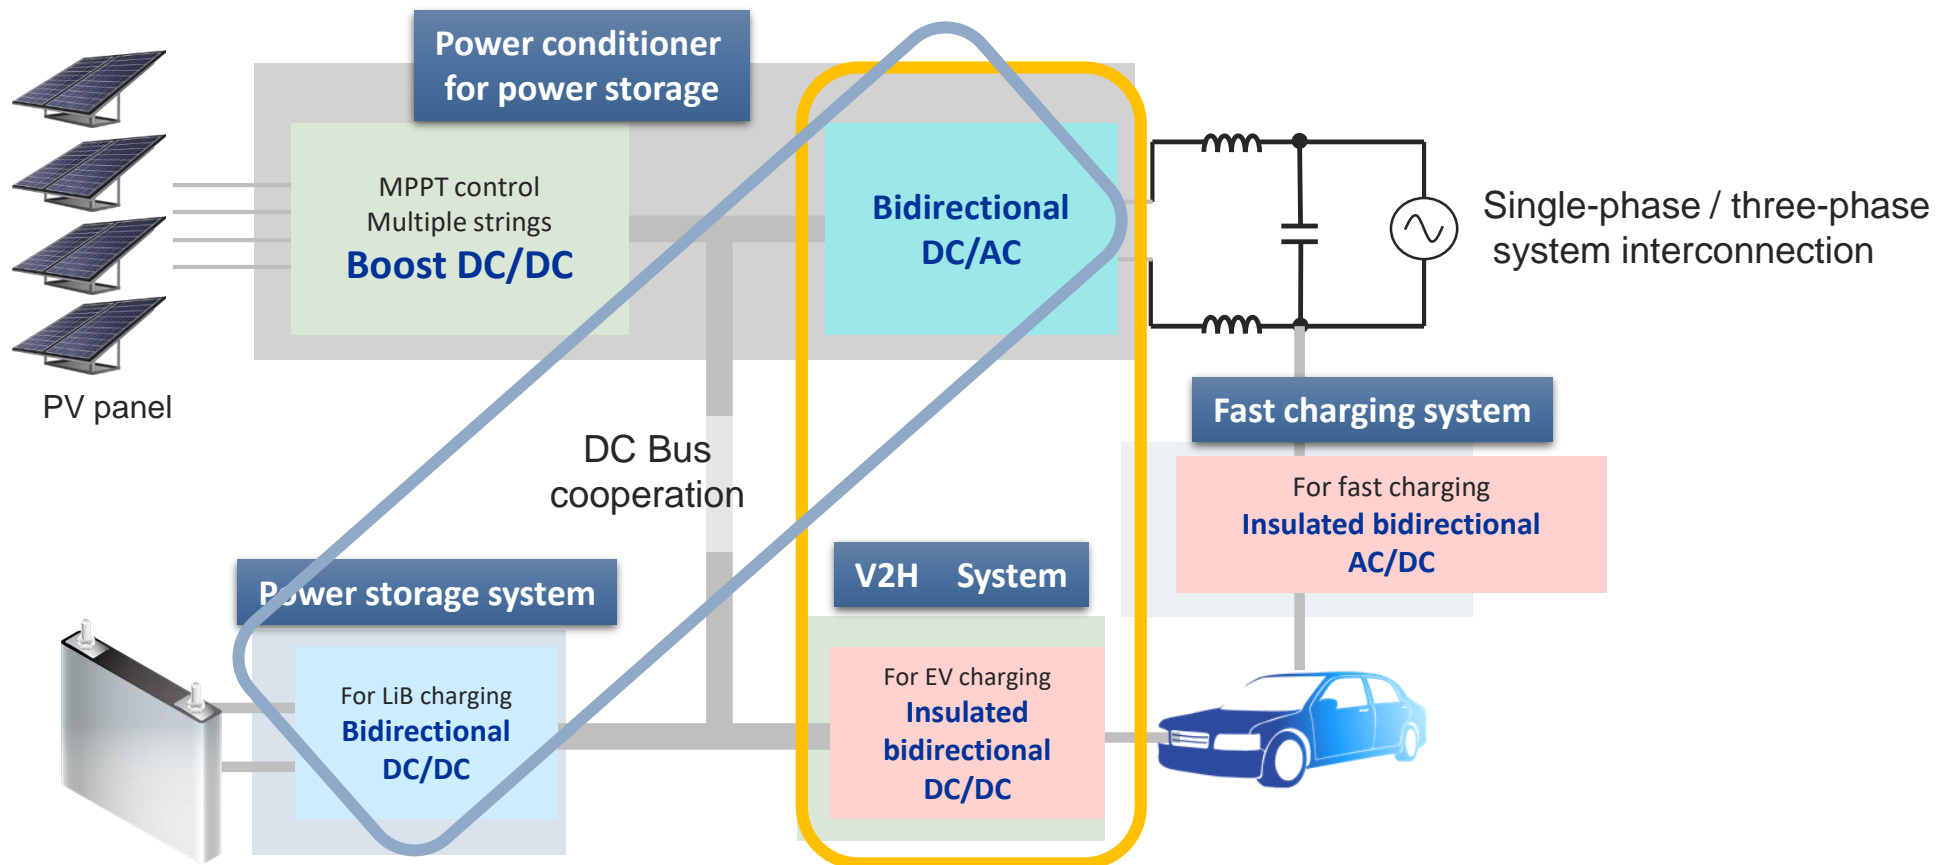 Power conditioner
for power storage
MPPT control
Multiple strings
Boost DC/DC
Bidirectional
DC/AC
Single-phase / three-phase
system interconnection
PV panel
Fast charging system
DC Bus
cooperation
For fast charging
Insulated bidirectional
AC/DC
Power storage system
V2H System
For LiB charging
Bidirectional
DC/DC
For EV charging
Insulated
bidirectional
DC/DC